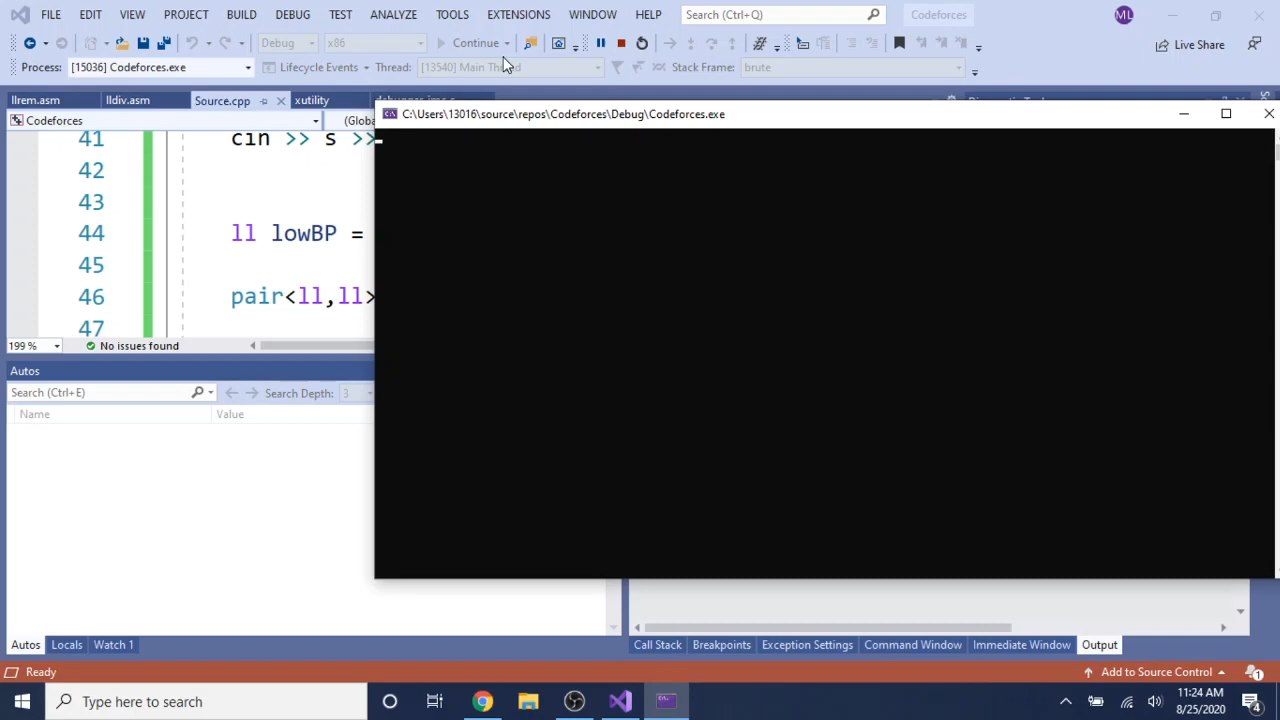 FILE EDIT VIEW PROJECT BUILD DEBUG TEST ANALYZE TOOLS EXTENSIONS WINDOW HELP Search (Ctrl+Q) Codeforces ML
Debug x86 Continue Live Share
Process: [15036] Codeforces.exe Lifecycle Events Thread: [13540] Main Thread Stack Frame: brute
llrem.asm lldiv.asm Source.cpp xutility
Codeforces (Globa
C:\Users\13016\source\repos\Codeforces\Debug\Codeforces.exe
41 cin >> s >>
42
43
44 ll lowBP =
45
46 pair<ll,ll>
47
199 % No issues found
Autos
Search (Ctrl+E) Search Depth: 3
Name Value
Autos Locals Watch 1 Call Stack Breakpoints Exception Settings Command Window Immediate Window Output
Ready Add to Source Control 1
Type here to search 11:24 AM
8/25/2020 4